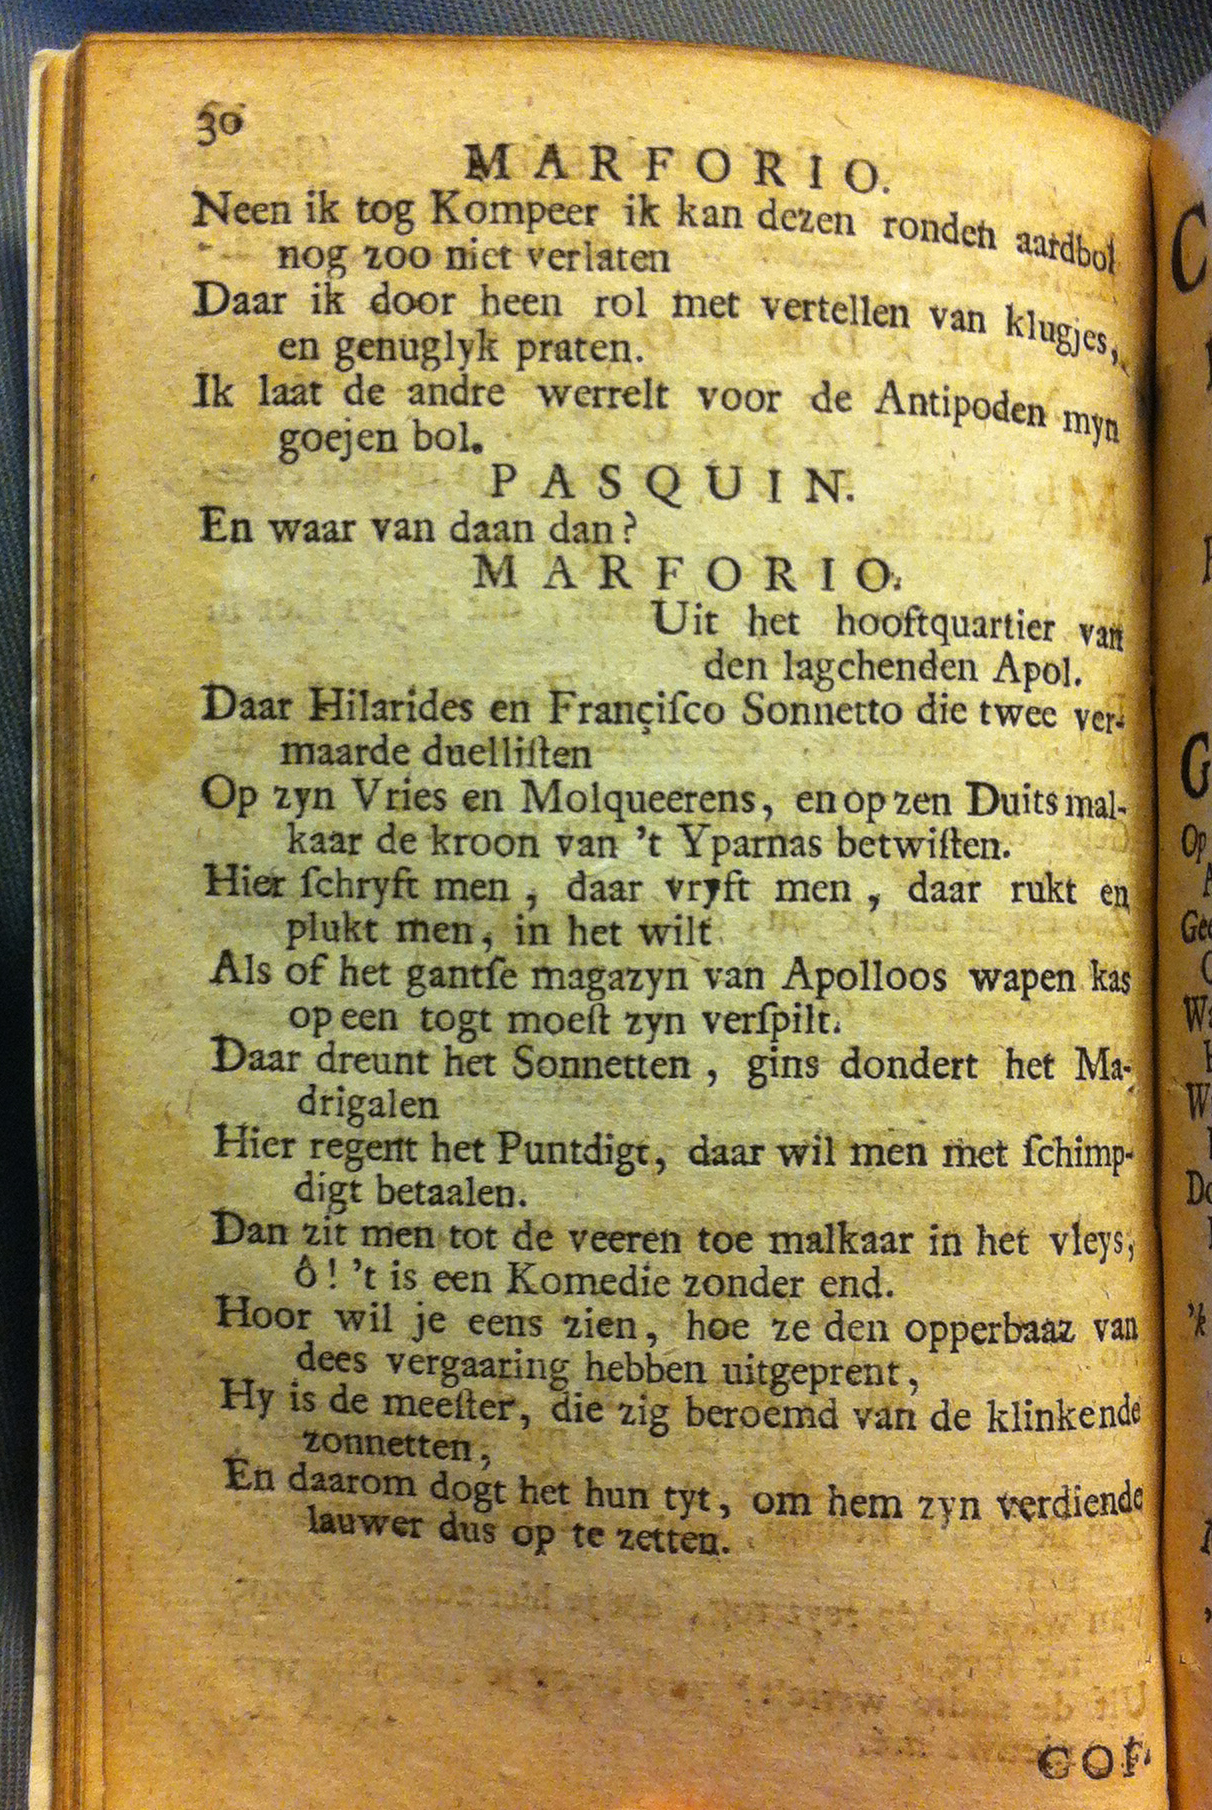 30
MARFORIO.
Neen ik tog Kompeer ik kan dezen ronden aardbol
nog zoo niet verlaten
Daar ik door heen rol met vertellen van klugjes,
en genuglyk praten.
Ik laat de andre werrelt voor de Antipoden myn
goejen bol.
PASQUIN.
En waar van daan dan?
MARFORIO.
Uit het hooftquartier van
den lagchenden Apol.
Daar Hilarides en Françiſco Sonnetto die twee ver-
maarde duelliſten
Op zyn Vries en Molqueerens, en op zen Duits mal-
kaar de kroon van 't Yparnas betwiſten.
Hier ſchryft men, daar vryft men, daar rukt en
plukt men, in het wilt
Als of het gantſe magazyn van Apolloos wapen kas
op een togt moeſt zyn verſpilt.
Daar dreunt het Sonnetten, gins dondert het Ma-
drigalen
Hier regent het Puntdigt, daar wil men met ſchimp-
digt betaalen.
Dan zit men tot de veeren toe malkaar in het vleys,
ô! 't is een Komedie zonder end.
Hoor wil je eens zien, hoe ze den opperbaaz van
dees vergaaring hebben uitgeprent,
Hy is de meeſter, die zig beroemd van de klinkende
zonnetten,
En daarom dogt het hun tyt, om hem zyn verdiende
lauwer dus op te zetten.
COF-